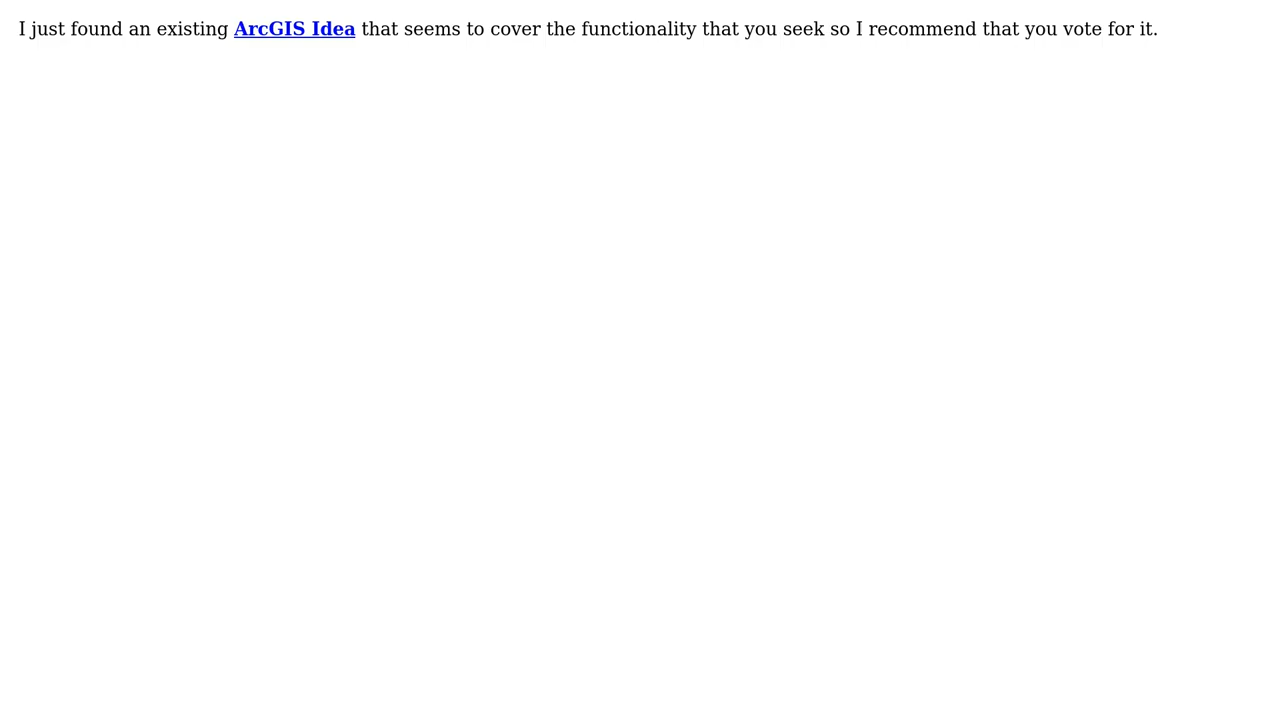 I just found an existing ArcGIS Idea that seems to cover the functionality that you seek so I recommend that you vote for it.